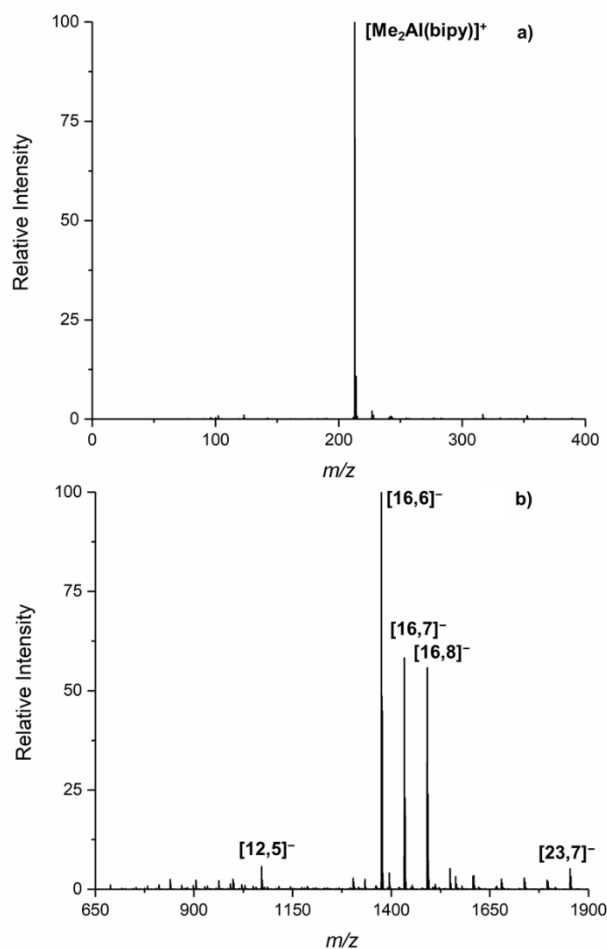 100
[Me₂Al(bipy)]⁺ a)
75
Relative Intensity
50
25
0
0 100 200 300 400
m/z
100
[16,6]⁻ b)
75
[16,7]⁻
[16,8]⁻
Relative Intensity
50
25
[12,5]⁻ [23,7]⁻
0
650 900 1150 1400 1650 1900
m/z